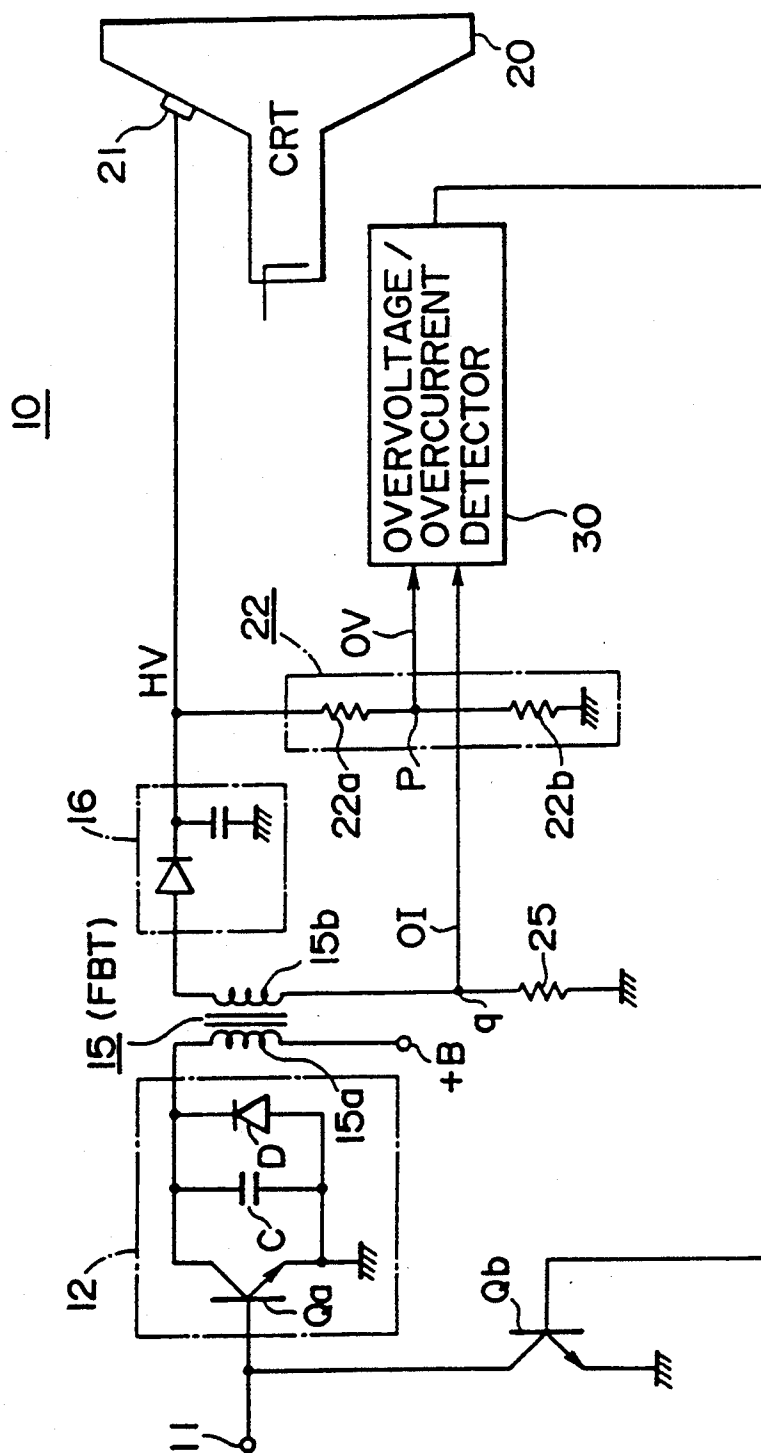 10
11
12
Qa
C
D
15 (FBT)
15a
15b
+B
16
HV
21
CRT
20
22
22a
P
22b
OV
OI
q
25
OVERVOLTAGE/
OVERCURRENT
DETECTOR
30
Qb